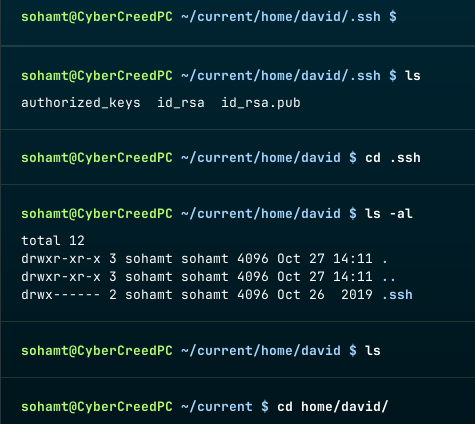 sohamt@CyberCreedPC ~/current/home/david/.ssh $
sohamt@CyberCreedPC ~/current/home/david/.ssh $ ls
authorized_keys  id_rsa  id_rsa.pub
sohamt@CyberCreedPC ~/current/home/david $ cd .ssh
sohamt@CyberCreedPC ~/current/home/david $ ls -al
total 12
drwxr-xr-x 3 sohamt sohamt 4096 Oct 27 14:11 .
drwxr-xr-x 3 sohamt sohamt 4096 Oct 27 14:11 ..
drwx------ 2 sohamt sohamt 4096 Oct 26  2019 .ssh
sohamt@CyberCreedPC ~/current/home/david $ ls
sohamt@CyberCreedPC ~/current $ cd home/david/